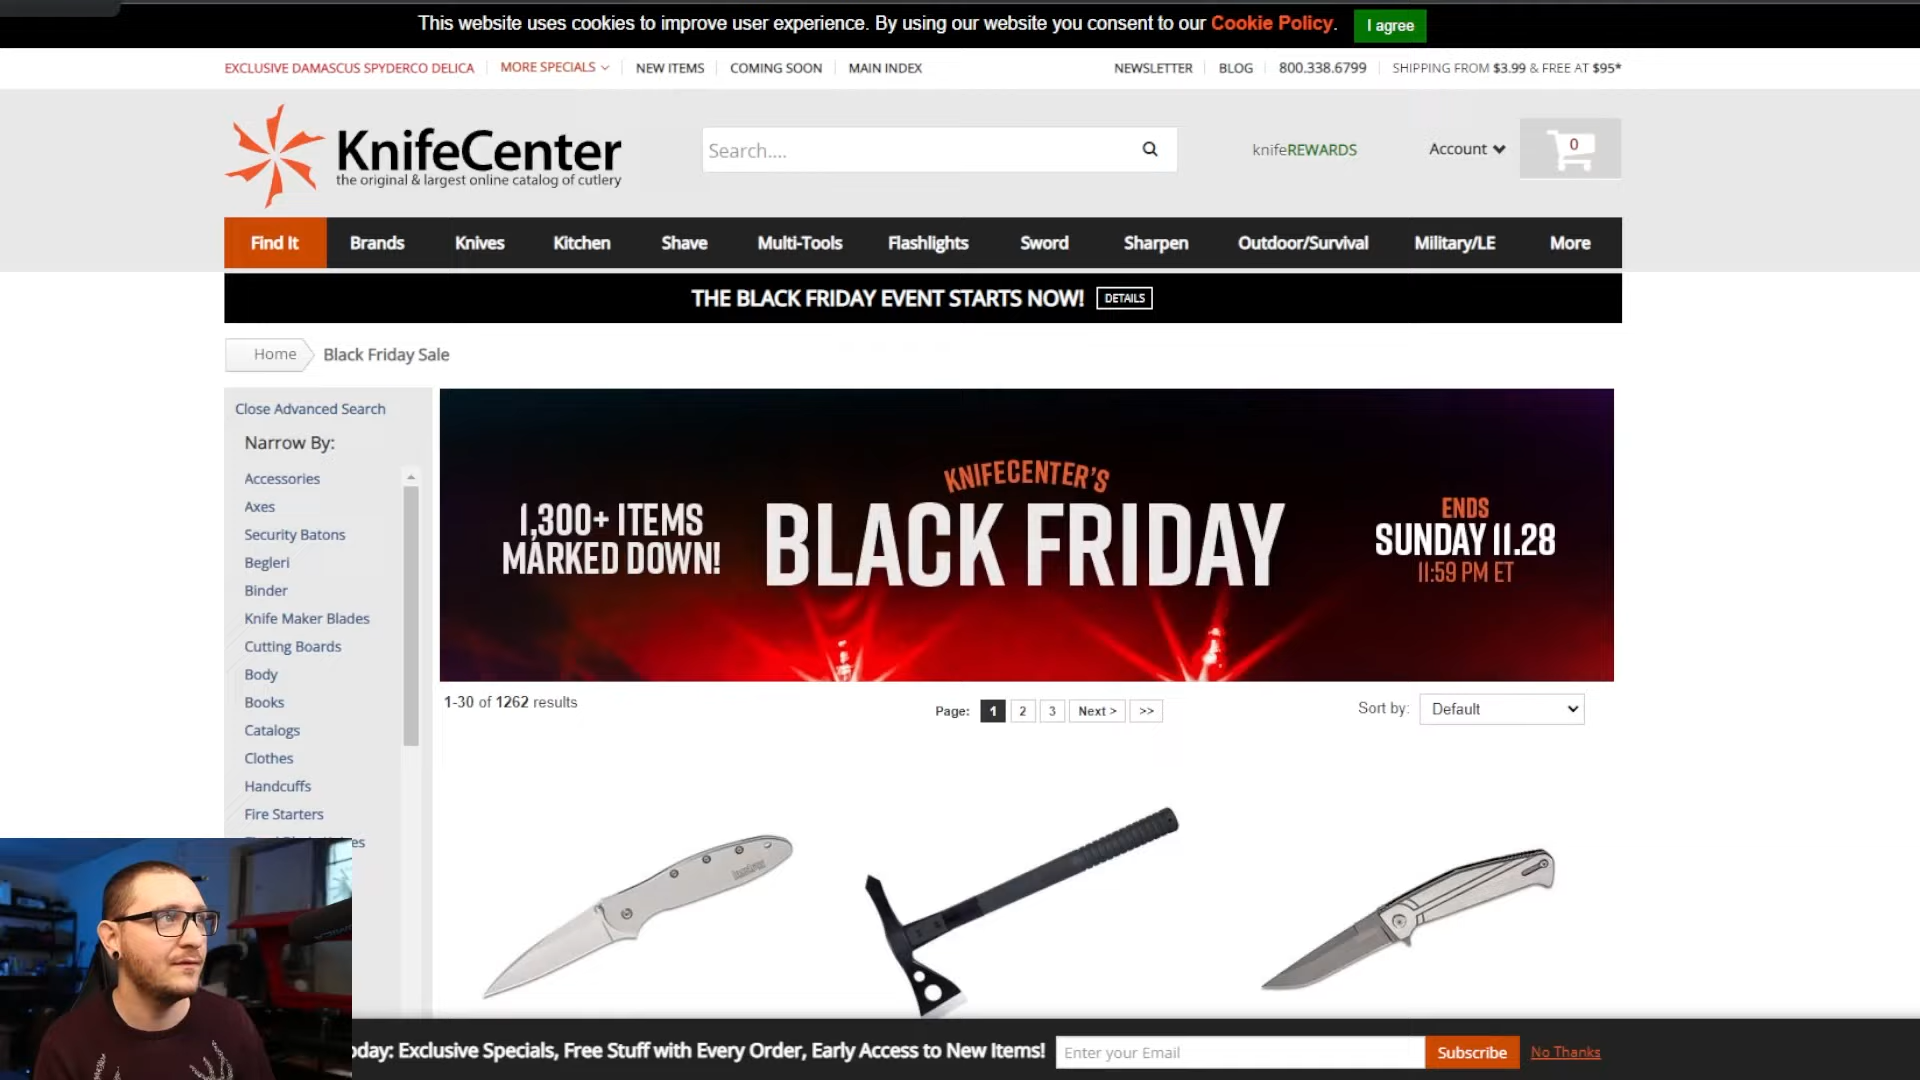 This website uses cookies to improve user experience. By using our website you consent to our Cookie Policy. I agree
EXCLUSIVE DAMASCUS SPYDERCO DELICA MORE SPECIALS NEW ITEMS COMING SOON MAIN INDEX NEWSLETTER BLOG 800.338.6799 SHIPPING FROM $3.99 & FREE AT $95*
KnifeCenter
the original & largest online catalog of cutlery
Search....
knifeREWARDS
Account
0
Find It Brands Knives Kitchen Shave Multi-Tools Flashlights Sword Sharpen Outdoor/Survival Military/LE More
THE BLACK FRIDAY EVENT STARTS NOW! DETAILS
Home Black Friday Sale
Close Advanced Search
Narrow By:
Accessories
Axes
Security Batons
Begleri
Binder
Knife Maker Blades
Cutting Boards
Body
Books
Catalogs
Clothes
Handcuffs
Fire Starters
1,300+ ITEMS
MARKED DOWN!
KNIFECENTER'S
BLACK FRIDAY
ENDS
SUNDAY 11.28
11:59 PM ET
1-30 of 1262 results
Page: 1 2 3 Next > >>
Sort by: Default
oday: Exclusive Specials, Free Stuff with Every Order, Early Access to New Items! Enter your Email Subscribe No Thanks